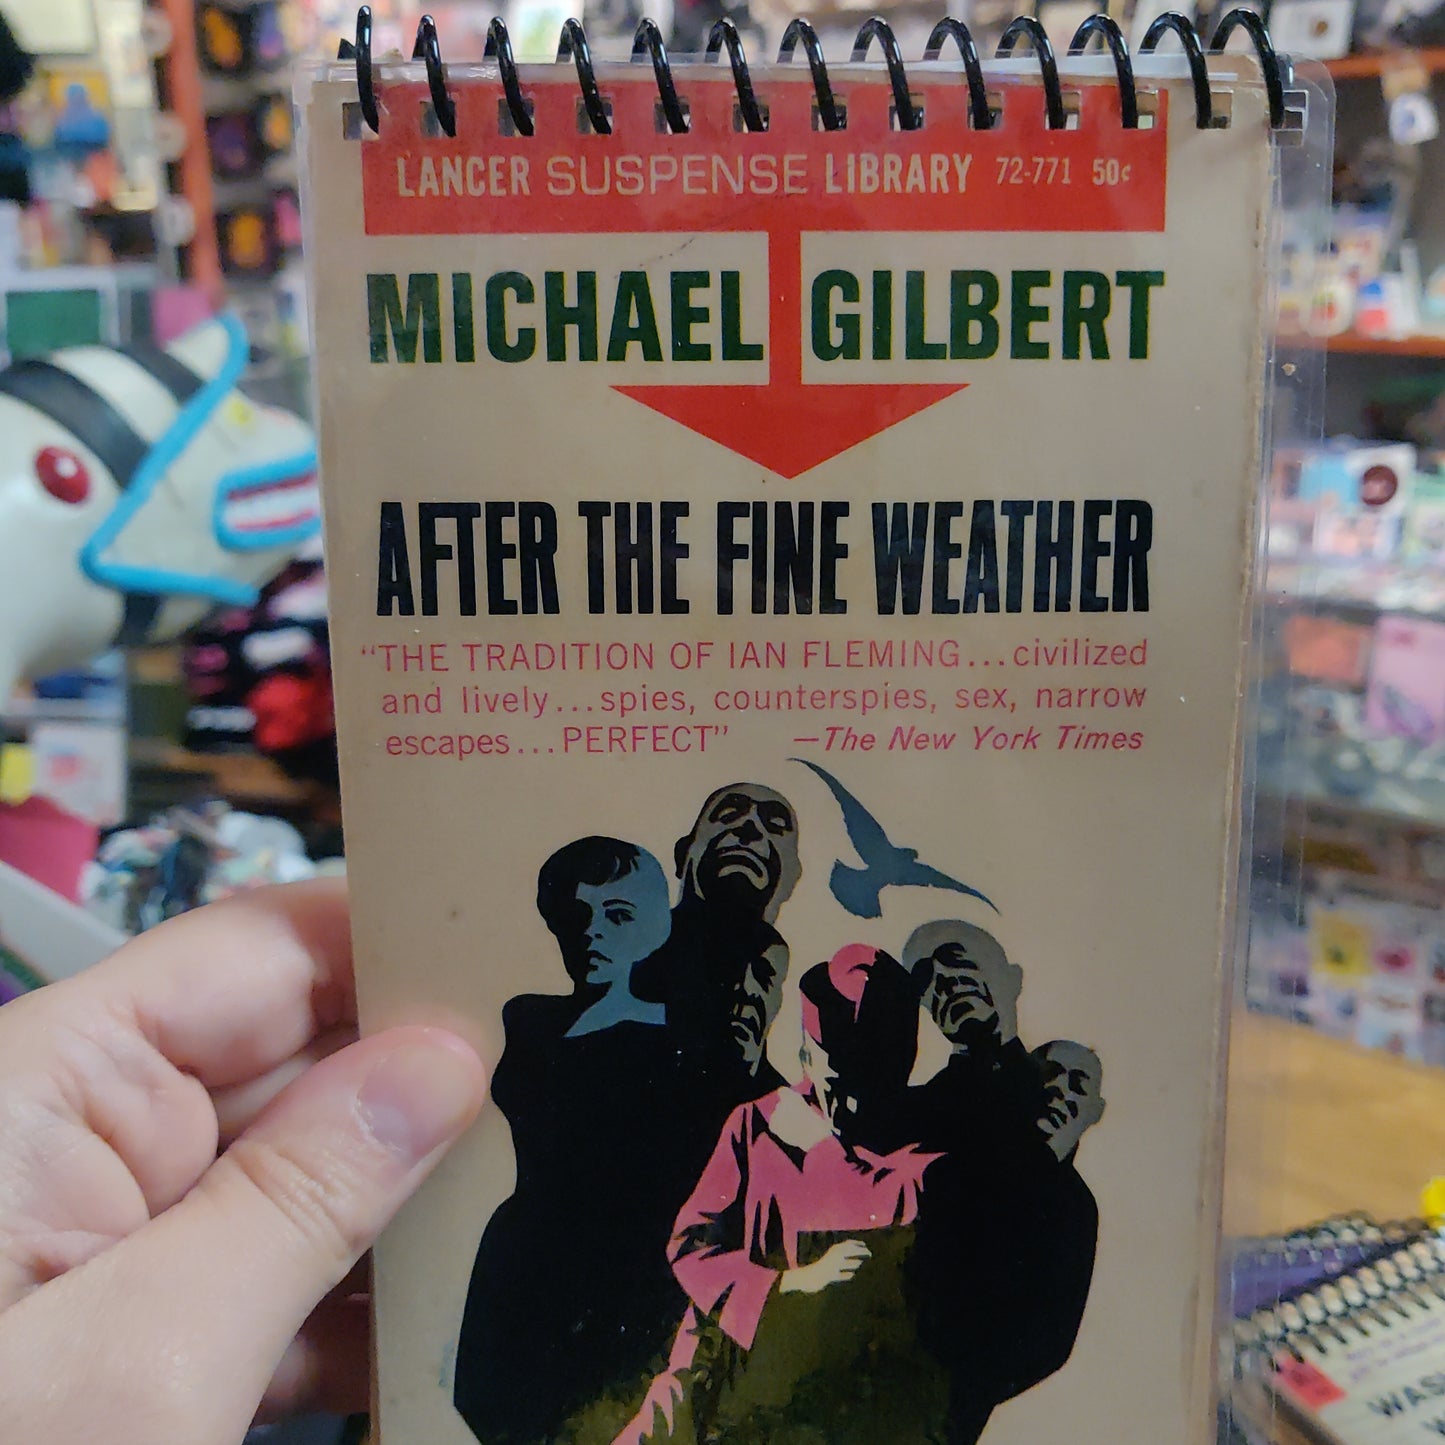 LANCER SUSPENSE LIBRARY 72-771 50¢
MICHAEL GILBERT
AFTER THE FINE WEATHER
“THE TRADITION OF IAN FLEMING...civilized
and lively...spies, counterspies, sex, narrow
escapes...PERFECT” —The New York Times